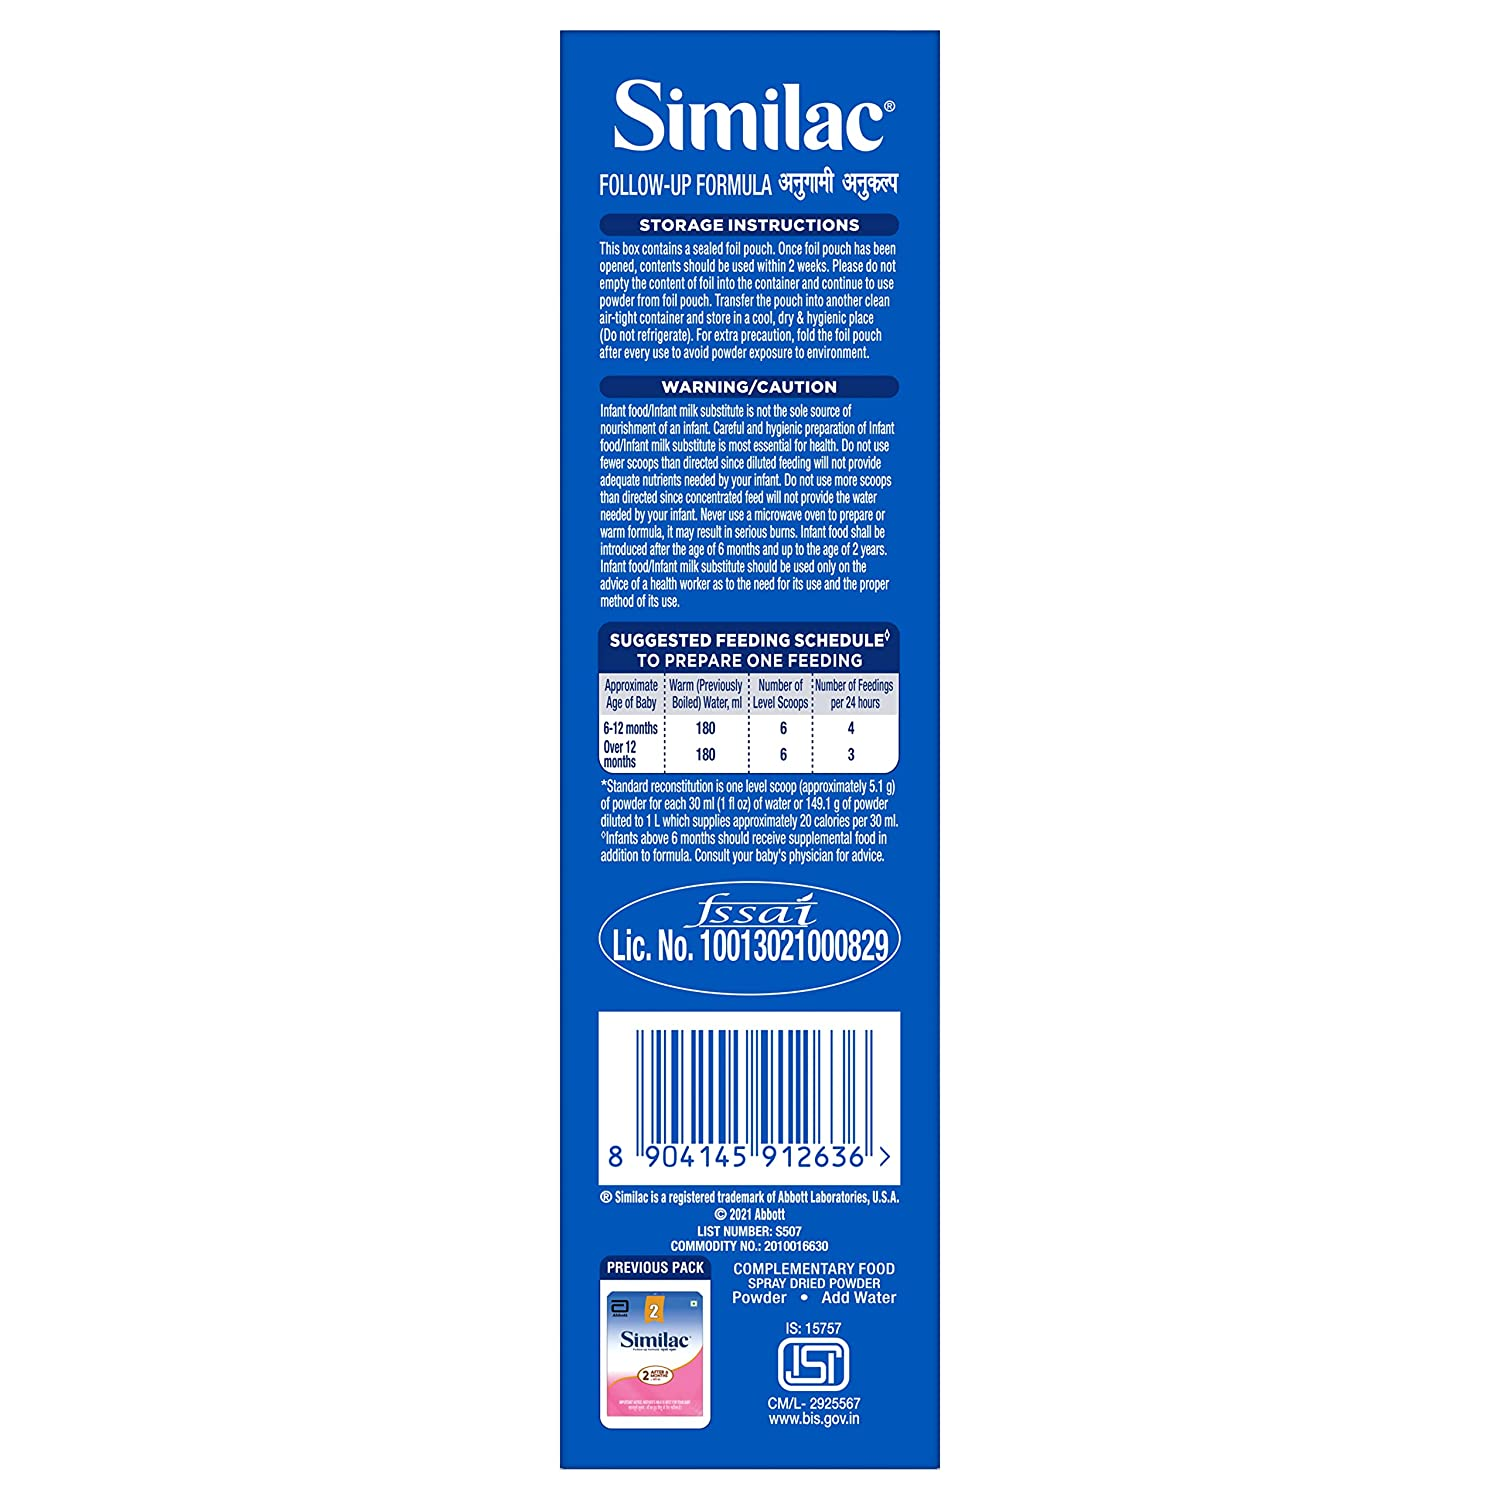 Similac®
FOLLOW-UP FORMULA अनुगामी अनुकल्प
STORAGE INSTRUCTIONS
This box contains a sealed foil pouch. Once foil pouch has been
opened, contents should be used within 2 weeks. Please do not
empty the content of foil into the container and continue to use
powder from foil pouch. Transfer the pouch into another clean
air-tight container and store in a cool, dry & hygienic place
(Do not refrigerate). For extra precaution, fold the foil pouch
after every use to avoid powder exposure to environment.
WARNING/CAUTION
Infant food/Infant milk substitute is not the sole source of
nourishment of an infant. Careful and hygienic preparation of Infant
food/Infant milk substitute is most essential for health. Do not use
fewer scoops than directed since diluted feeding will not provide
adequate nutrients needed by your infant. Do not use more scoops
than directed since concentrated feed will not provide the water
needed by your infant. Never use a microwave oven to prepare or
warm formula, it may result in serious burns. Infant food shall be
introduced after the age of 6 months and up to the age of 2 years.
Infant food/Infant milk substitute should be used only on the
advice of a health worker as to the need for its use and the proper
method of its use.
SUGGESTED FEEDING SCHEDULE◊
TO PREPARE ONE FEEDING
Approximate Warm (Previously Number of Number of Feedings
Age of Baby Boiled) Water, ml Level Scoops per 24 hours
6-12 months 180 6 4
Over 12
months 180 6 3
*Standard reconstitution is one level scoop (approximately 5.1 g)
of powder for each 30 ml (1 fl oz) of water or 149.1 g of powder
diluted to 1 L which supplies approximately 20 calories per 30 ml.
◊Infants above 6 months should receive supplemental food in
addition to formula. Consult your baby's physician for advice.
fssai
Lic. No. 10013021000829
8 904145 912636 >
® Similac is a registered trademark of Abbott Laboratories, U.S.A.
© 2021 Abbott
LIST NUMBER: S507
COMMODITY NO.: 2010016630
PREVIOUS PACK
Abbott
2
Similac
2 AFTER 6
MONTHS
COMPLEMENTARY FOOD
SPRAY DRIED POWDER
Powder • Add Water
IS: 15757
ISI
CM/L- 2925567
www.bis.gov.in